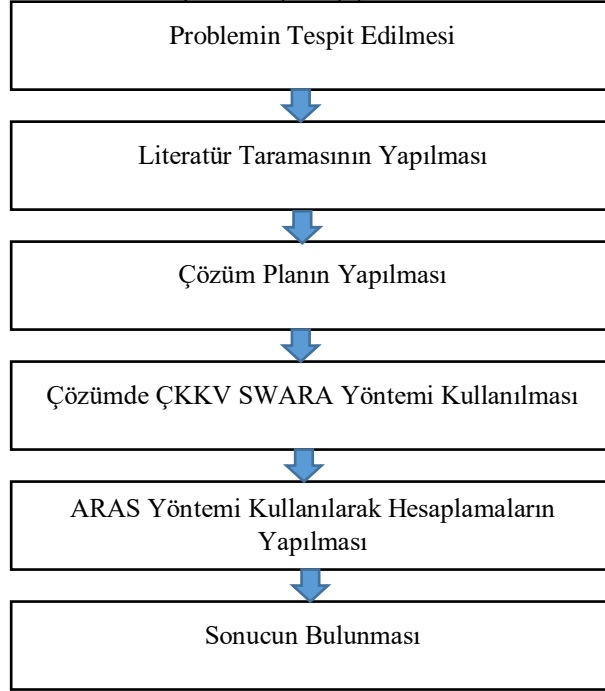 Problemin Tespit Edilmesi
Literatür Taramasının Yapılması
Çözüm Planın Yapılması
Çözümde ÇKKV SWARA Yöntemi Kullanılması
ARAS Yöntemi Kullanılarak Hesaplamaların
Yapılması
Sonucun Bulunması